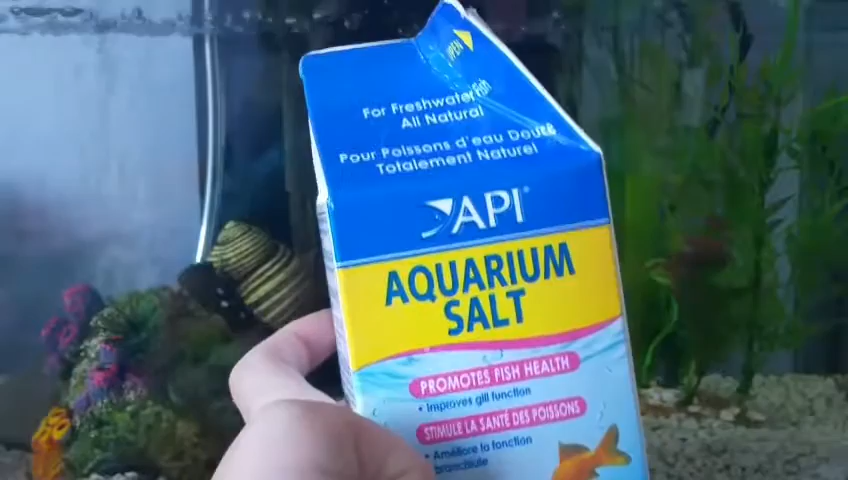 OPEN
For Freshwater Fish
All Natural
Pour Poissons d'eau Douce
Totalement Naturel
API®
AQUARIUM
SALT
PROMOTES FISH HEALTH
• Improves gill function
STIMULE LA SANTÉ DES POISSONS
• Améliore la fonction
branchiale